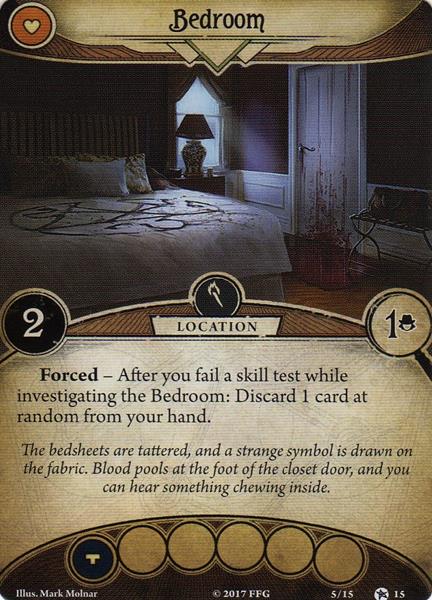 Bedroom
2
LOCATION
1
Forced – After you fail a skill test while
investigating the Bedroom: Discard 1 card at
random from your hand.
The bedsheets are tattered, and a strange symbol is drawn on
the fabric. Blood pools at the foot of the closet door, and you
can hear something chewing inside.
Illus. Mark Molnar © 2017 FFG 5/15 15